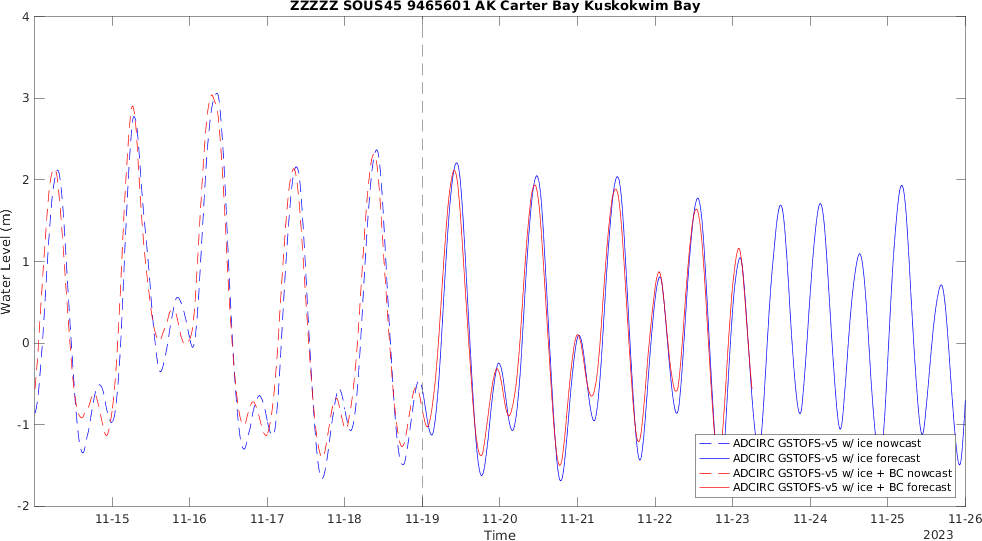 ZZZZZ SOUS45 9465601 AK Carter Bay Kuskokwim Bay
4
3
2
1
0
-1
-2
Water Level (m)
ADCIRC GSTOFS-v5 w/ ice nowcast
ADCIRC GSTOFS-v5 w/ ice forecast
ADCIRC GSTOFS-v5 w/ ice + BC nowcast
ADCIRC GSTOFS-v5 w/ ice + BC forecast
11-15 11-16 11-17 11-18 11-19 11-20 11-21 11-22 11-23 11-24 11-25 11-26
Time
2023